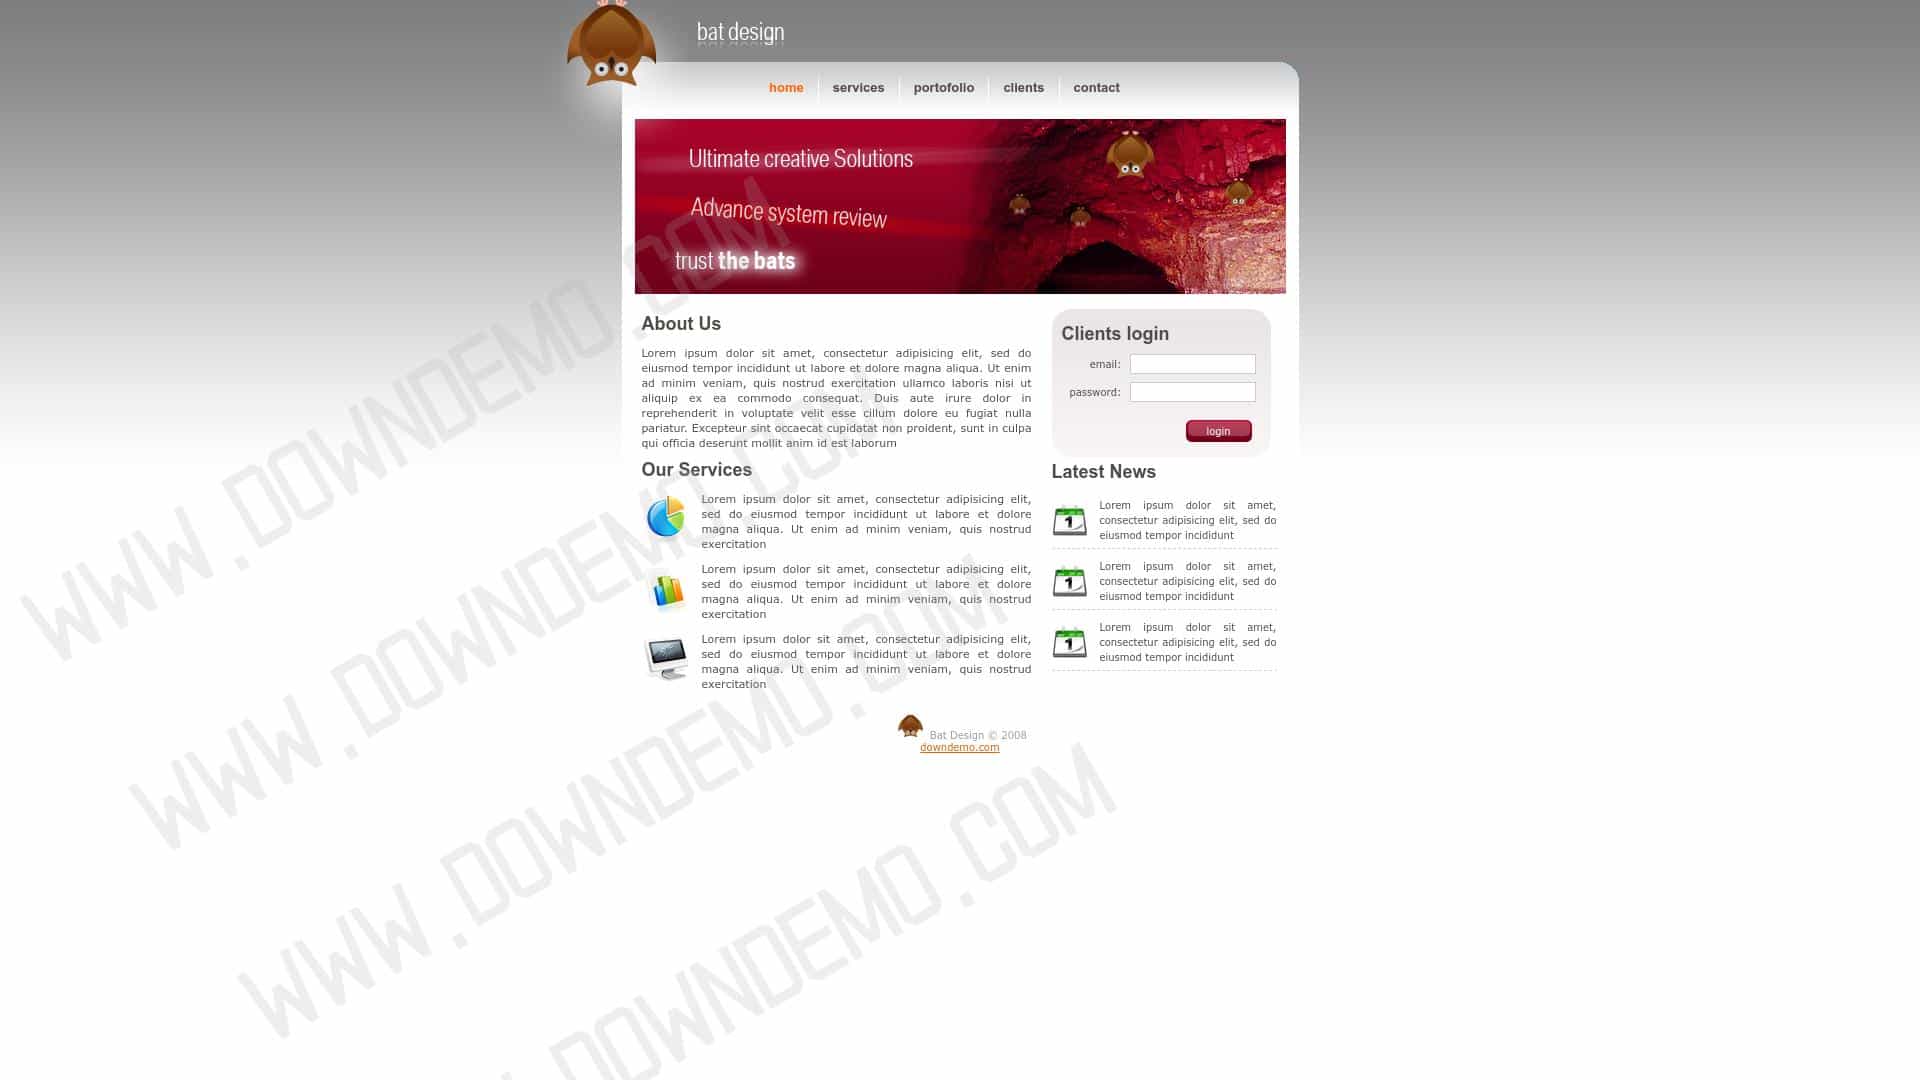 bat design
home
services
portofolio
clients
contact
Ultimate creative Solutions
Advance system review
trust the bats
About Us
Lorem ipsum dolor sit amet, consectetur adipisicing elit, sed do
eiusmod tempor incididunt ut labore et dolore magna aliqua. Ut enim
ad minim veniam, quis nostrud exercitation ullamco laboris nisi ut
aliquip ex ea commodo consequat. Duis aute irure dolor in
reprehenderit in voluptate velit esse cillum dolore eu fugiat nulla
pariatur. Excepteur sint occaecat cupidatat non proident, sunt in culpa
qui officia deserunt mollit anim id est laborum
Our Services
Lorem ipsum dolor sit amet, consectetur adipisicing elit,
sed do eiusmod tempor incididunt ut labore et dolore
magna aliqua. Ut enim ad minim veniam, quis nostrud
exercitation
Lorem ipsum dolor sit amet, consectetur adipisicing elit,
sed do eiusmod tempor incididunt ut labore et dolore
magna aliqua. Ut enim ad minim veniam, quis nostrud
exercitation
Lorem ipsum dolor sit amet, consectetur adipisicing elit,
sed do eiusmod tempor incididunt ut labore et dolore
magna aliqua. Ut enim ad minim veniam, quis nostrud
exercitation
Clients login
email:
password:
login
Latest News
1
Lorem ipsum dolor sit amet,
consectetur adipisicing elit, sed do
eiusmod tempor incididunt
1
Lorem ipsum dolor sit amet,
consectetur adipisicing elit, sed do
eiusmod tempor incididunt
1
Lorem ipsum dolor sit amet,
consectetur adipisicing elit, sed do
eiusmod tempor incididunt
Bat Design © 2008
downdemo.com
WWW.DOWNDEMO.COM
WWW.DOWNDEMO.COM
WWW.DOWNDEMO.COM
DOWNDEMO.COM